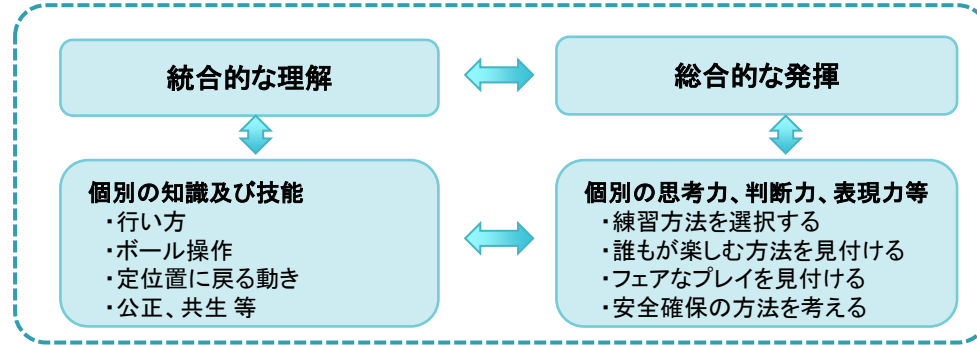 統合的な理解
総合的な発揮
個別の知識及び技能
・行い方
・ボール操作
・定位置に戻る動き
・公正、共生 等
個別の思考力、判断力、表現力等
・練習方法を選択する
・誰もが楽しむ方法を見付ける
・フェアなプレイを見付ける
・安全確保の方法を考える